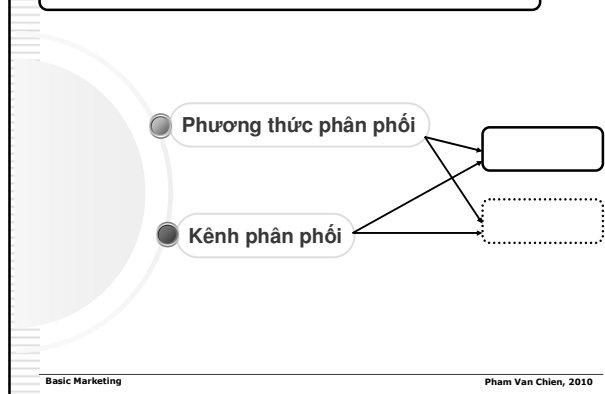 Phương thức phân phối
Kênh phân phối
Basic Marketing
Pham Van Chien, 2010